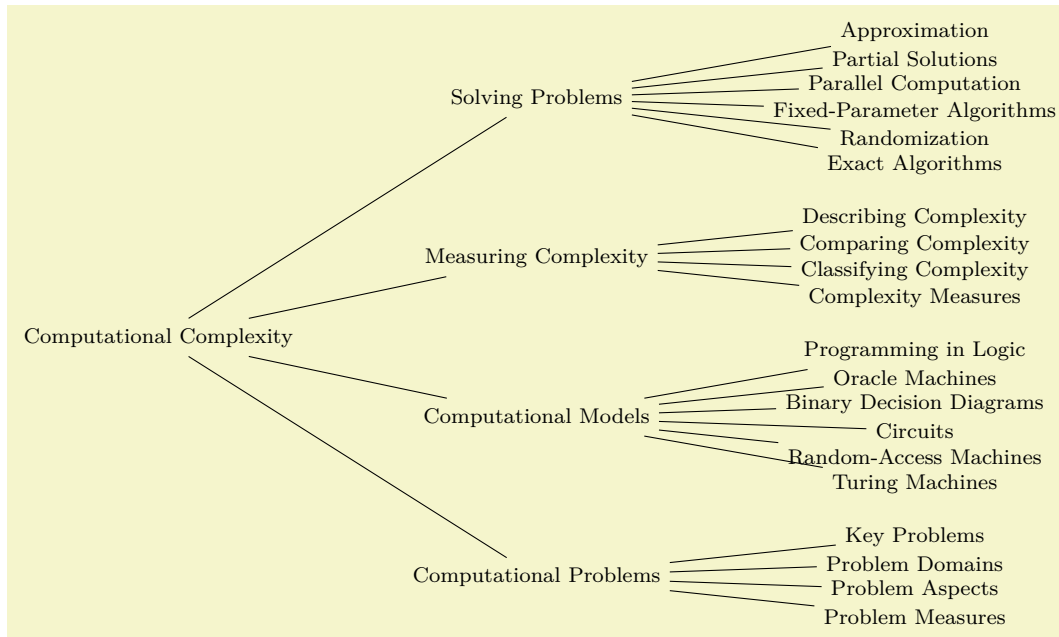 Approximation
Partial Solutions
Parallel Computation
Solving Problems
Fixed-Parameter Algorithms
Randomization
Exact Algorithms
Describing Complexity
Comparing Complexity
Measuring Complexity
Classifying Complexity
Complexity Measures
Computational Complexity
Programming in Logic
Oracle Machines
Binary Decision Diagrams
Computational Models
Circuits
Random-Access Machines
Turing Machines
Key Problems
Problem Domains
Computational Problems
Problem Aspects
Problem Measures